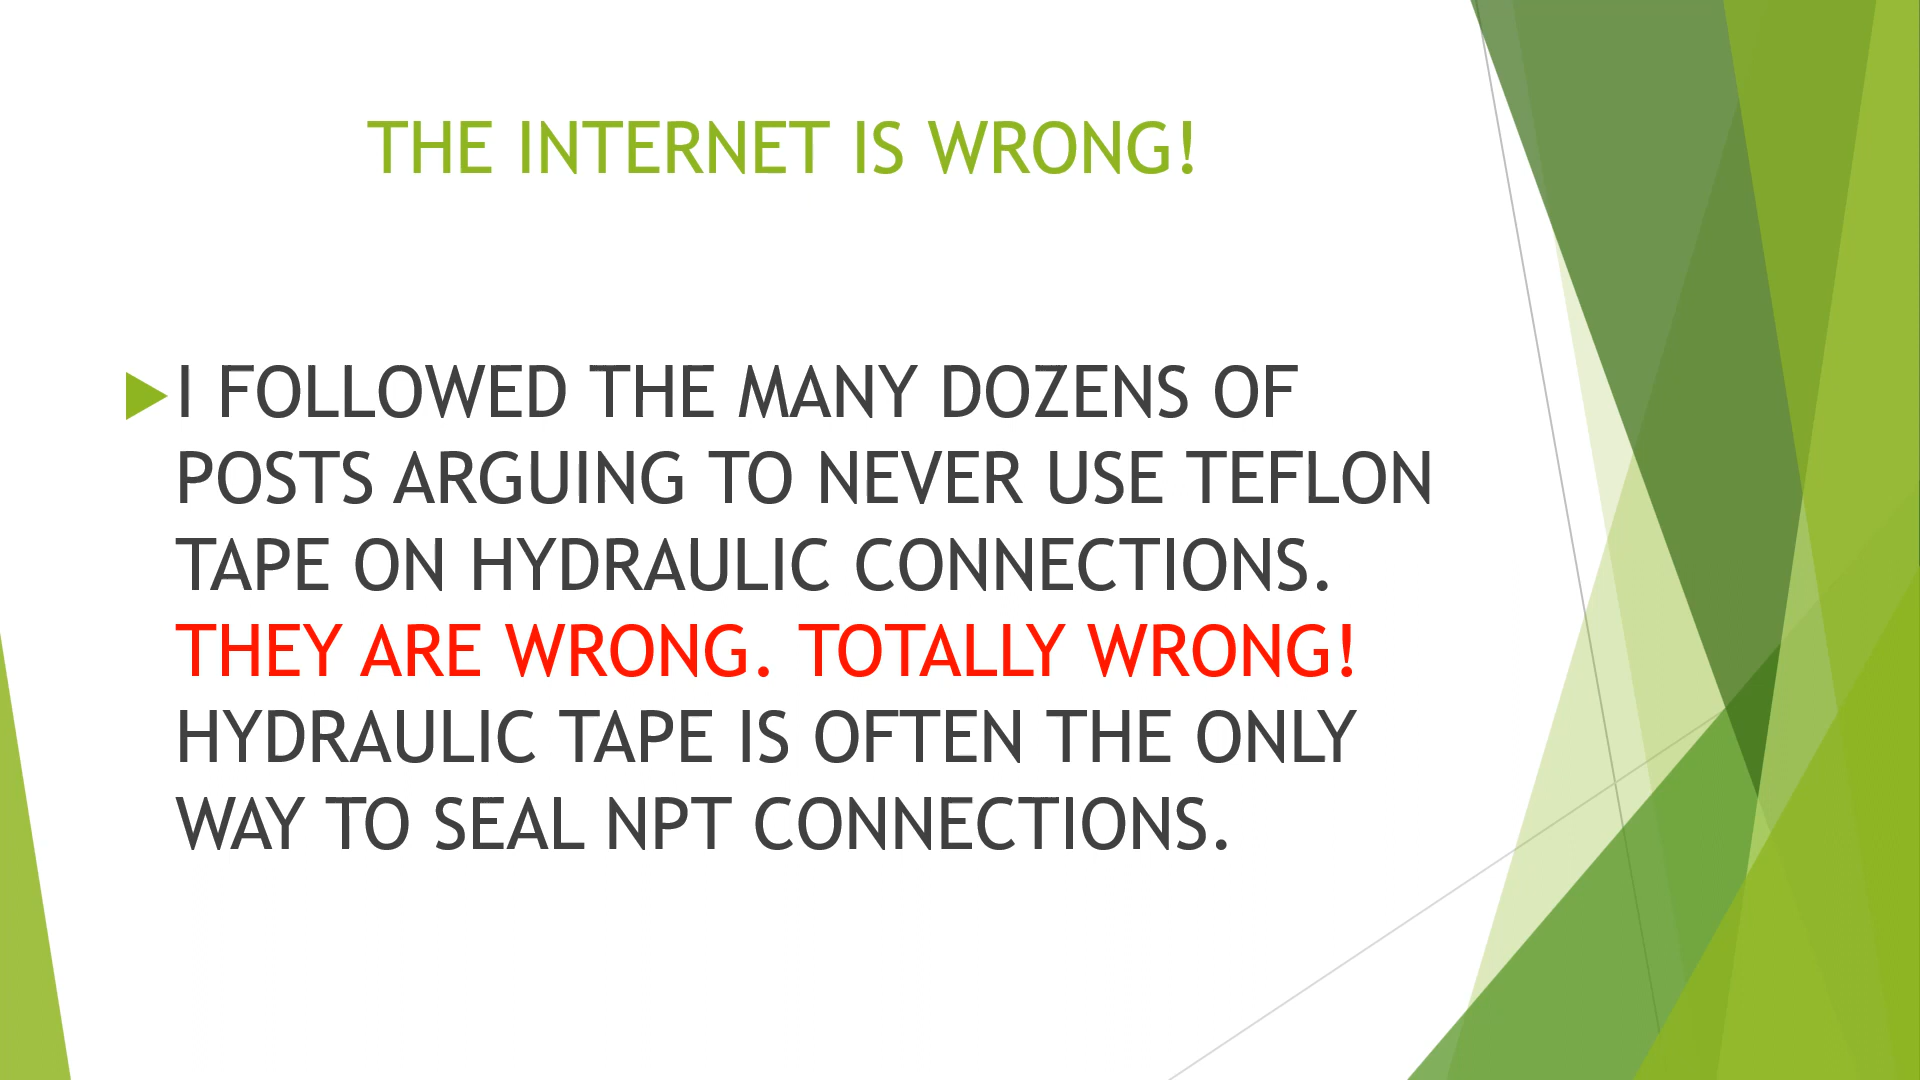 THE INTERNET IS WRONG!
I FOLLOWED THE MANY DOZENS OF
POSTS ARGUING TO NEVER USE TEFLON
TAPE ON HYDRAULIC CONNECTIONS.
THEY ARE WRONG. TOTALLY WRONG!
HYDRAULIC TAPE IS OFTEN THE ONLY
WAY TO SEAL NPT CONNECTIONS.